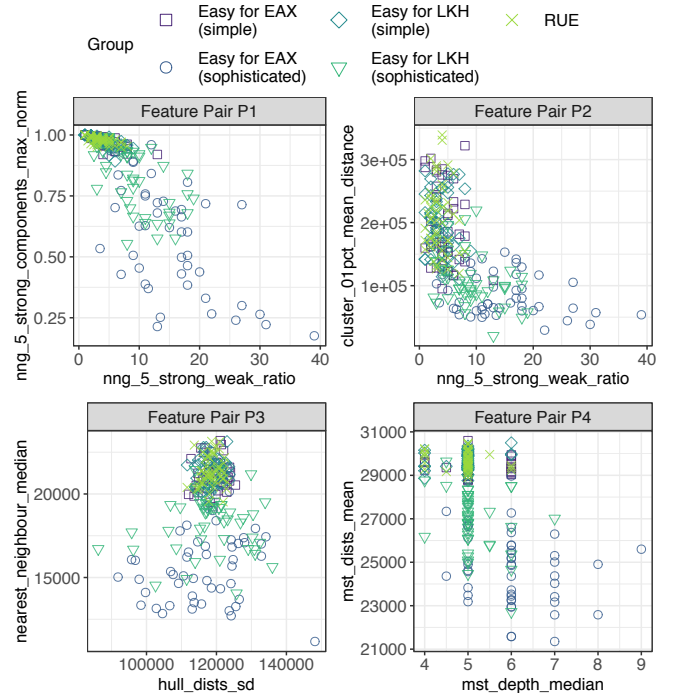 Group
Easy for EAX
(simple)
Easy for LKH
(simple)
RUE
Easy for EAX
(sophisticated)
Easy for LKH
(sophisticated)
Feature Pair P1
nng_5_strong_components_max_norm
1.00
0.75
0.50
0.25
0 10 20 30 40
nng_5_strong_weak_ratio
Feature Pair P2
cluster_01pct_mean_distance
3e+05
2e+05
1e+05
0 10 20 30 40
nng_5_strong_weak_ratio
Feature Pair P3
nearest_neighbour_median
20000
15000
100000 120000 140000
hull_dists_sd
Feature Pair P4
mst_dists_mean
31000
29000
27000
25000
23000
21000
4 5 6 7 8 9
mst_depth_median